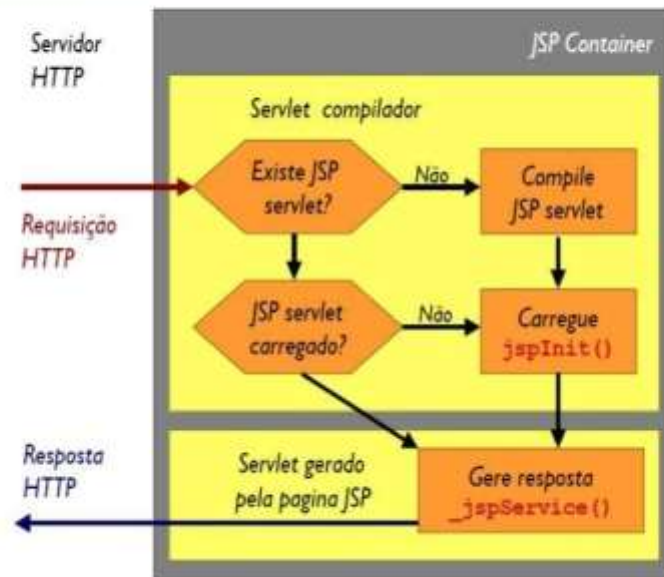 Servidor
HTTP
JSP Container
Servlet compilador
Existe JSP
servlet?
Não
Compile
JSP servlet
Requisição
HTTP
JSP servlet
carregado?
Não
Carregue
jspInit()
Resposta
HTTP
Servlet gerado
pela pagina JSP
Gere resposta
_jspService()